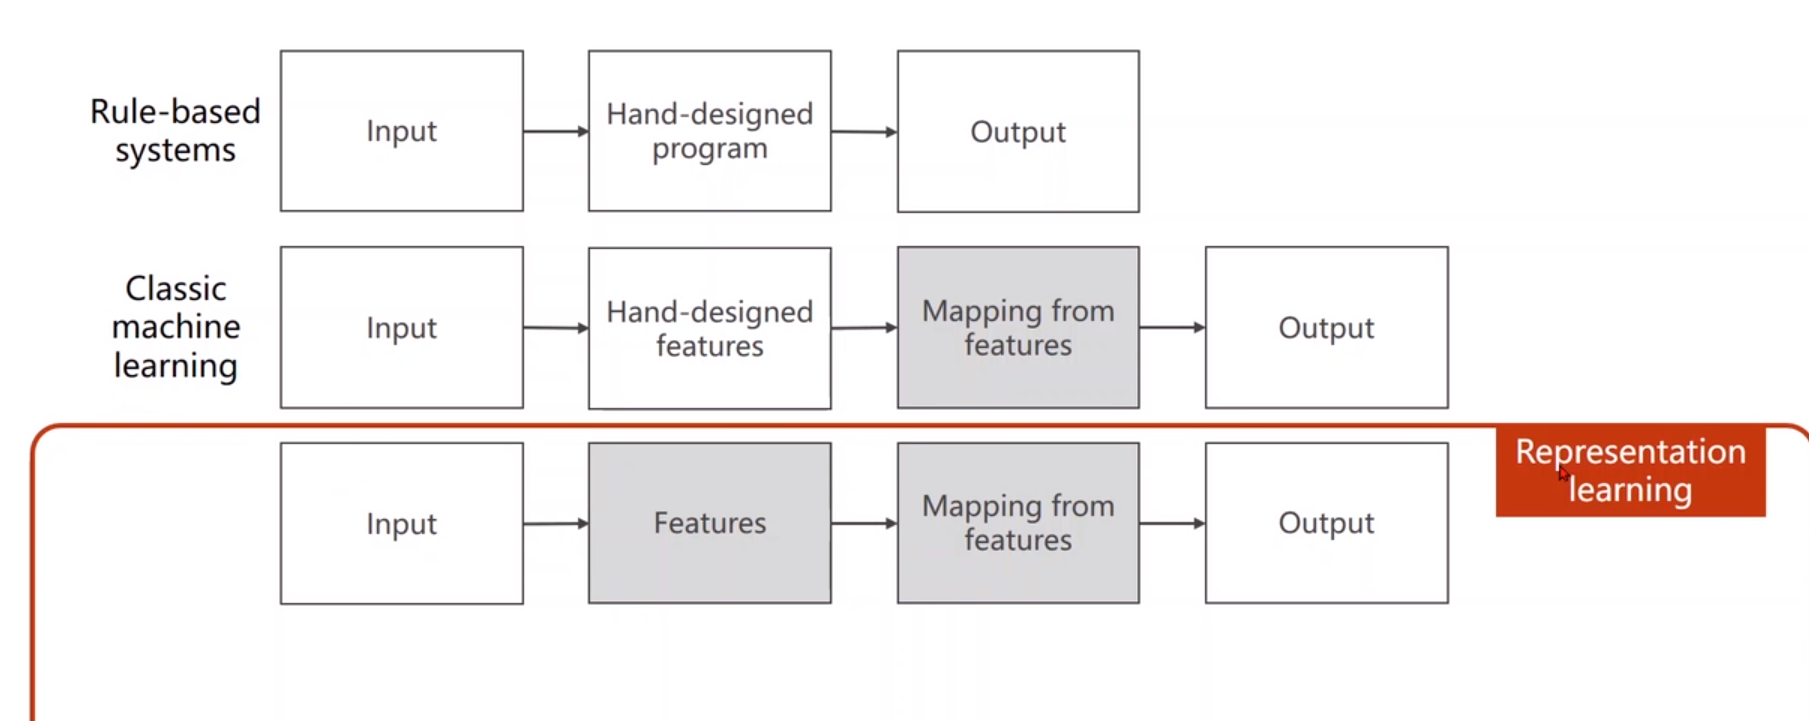 Rule-based
systems
Input
Hand-designed
program
Output
Classic
machine
learning
Input
Hand-designed
features
Mapping from
features
Output
Representation
learning
Input
Features
Mapping from
features
Output